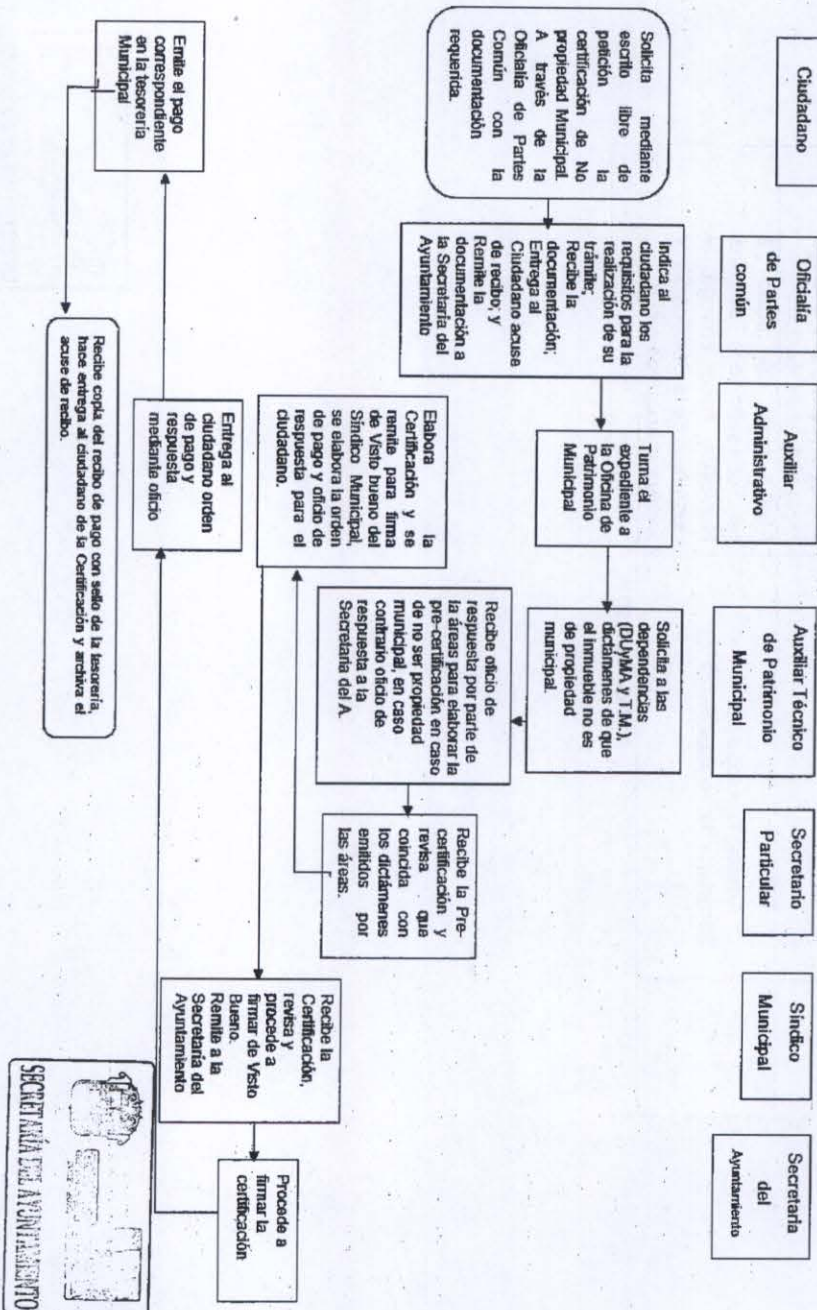 Ciudadano
Oficialía
de Partes
común
Auxiliar
Administrativo
Auxiliar Técnico
de Patrimonio
Municipal
Secretario
Particular
Síndico
Municipal
Secretaria
del
Ayuntamiento
Solicita mediante
escrito libre de
petición la
certificación de No
propiedad Municipal.
A través de la
Oficialía de Partes
Común con la
documentación
requerida.
Indica al
ciudadano los
requisitos para la
realización de su
trámite;
Recibe la
documentación;
Entrega al
Ciudadano acuse
de recibo; y
Remite la
documentación a
la Secretaría del
Ayuntamiento
Turna el
expediente a
la Oficina de
Patrimonio
Municipal
Solicita a las
dependencias
(DUyMA y T.M.),
dictámenes de que
el inmueble no es
de propiedad
municipal.
Recibe oficio de
respuesta por parte de
la áreas para elaborar la
pre-certificación en caso
de no ser propiedad
municipal, en caso
contrario oficio de
respuesta a la
Secretaría del A.
Recibe la Pre-
certificación y
revisa que
coincida con
los dictámenes
emitidos por
las áreas.
Elabora la
Certificación y se
remite para firma
de Visto bueno del
Síndico Municipal,
se elabora la orden
de pago y oficio de
respuesta para el
ciudadano.
Recibe la
Certificación,
revisa y
procede a
firmar de Visto
Bueno.
Remite a la
Secretaría del
Ayuntamiento
Procede a
firmar la
certificación
Entrega al
ciudadano orden
de pago y
respuesta
mediante oficio
Emite el pago
correspondiente
en la tesorería
Municipal
Recibe copia del recibo de pago con sello de la tesorería,
hace entrega al ciudadano de la Certificación y archiva el
acuse de recibo.
SECRETARÍA DEL AYUNTAMIENTO